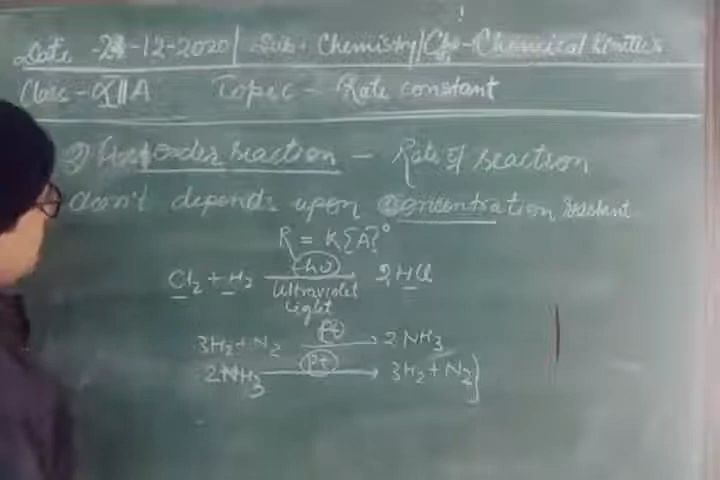 Date - 24-12-2020 | Sub: Chemistry | Ch-Chemical Kinetics
Class - XII A Topic - Rate constant
order reaction - Rate of reaction
don't depends upon concentration reactant
R = K{A}⁰
Cl₂ + H₂ hν 2HCl
Ultraviolet
Light
3H₂ + N₂ Pt → 2NH₃
2NH₃ Pt → 3H₂ + N₂}